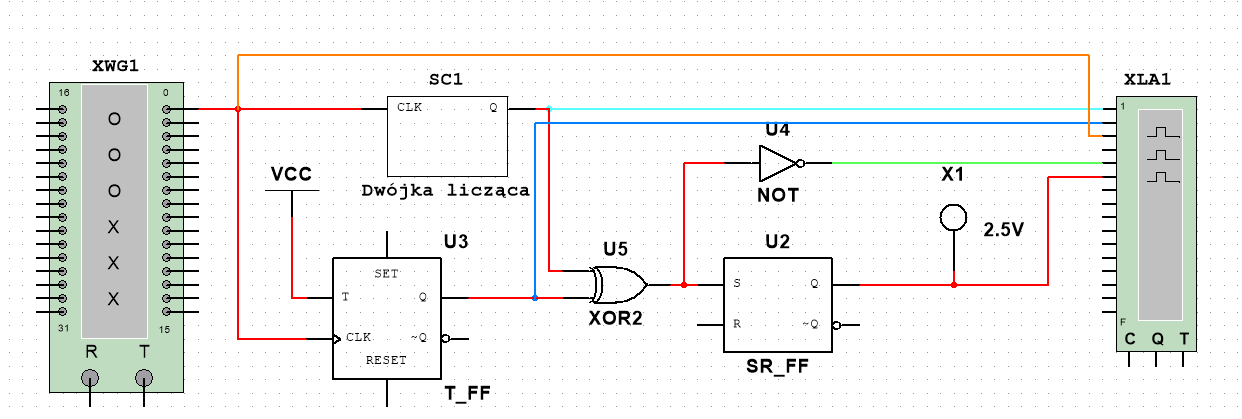 XWG1
16 0
O
O
O
X
X
X
31 15
R T
SC1
CLK Q
Dwójka licząca
VCC
U3
SET
T Q
CLK ~Q
RESET
T_FF
U5
XOR2
U4
NOT
U2
S Q
R ~Q
SR_FF
X1
2.5V
XLA1
1
F
C Q T